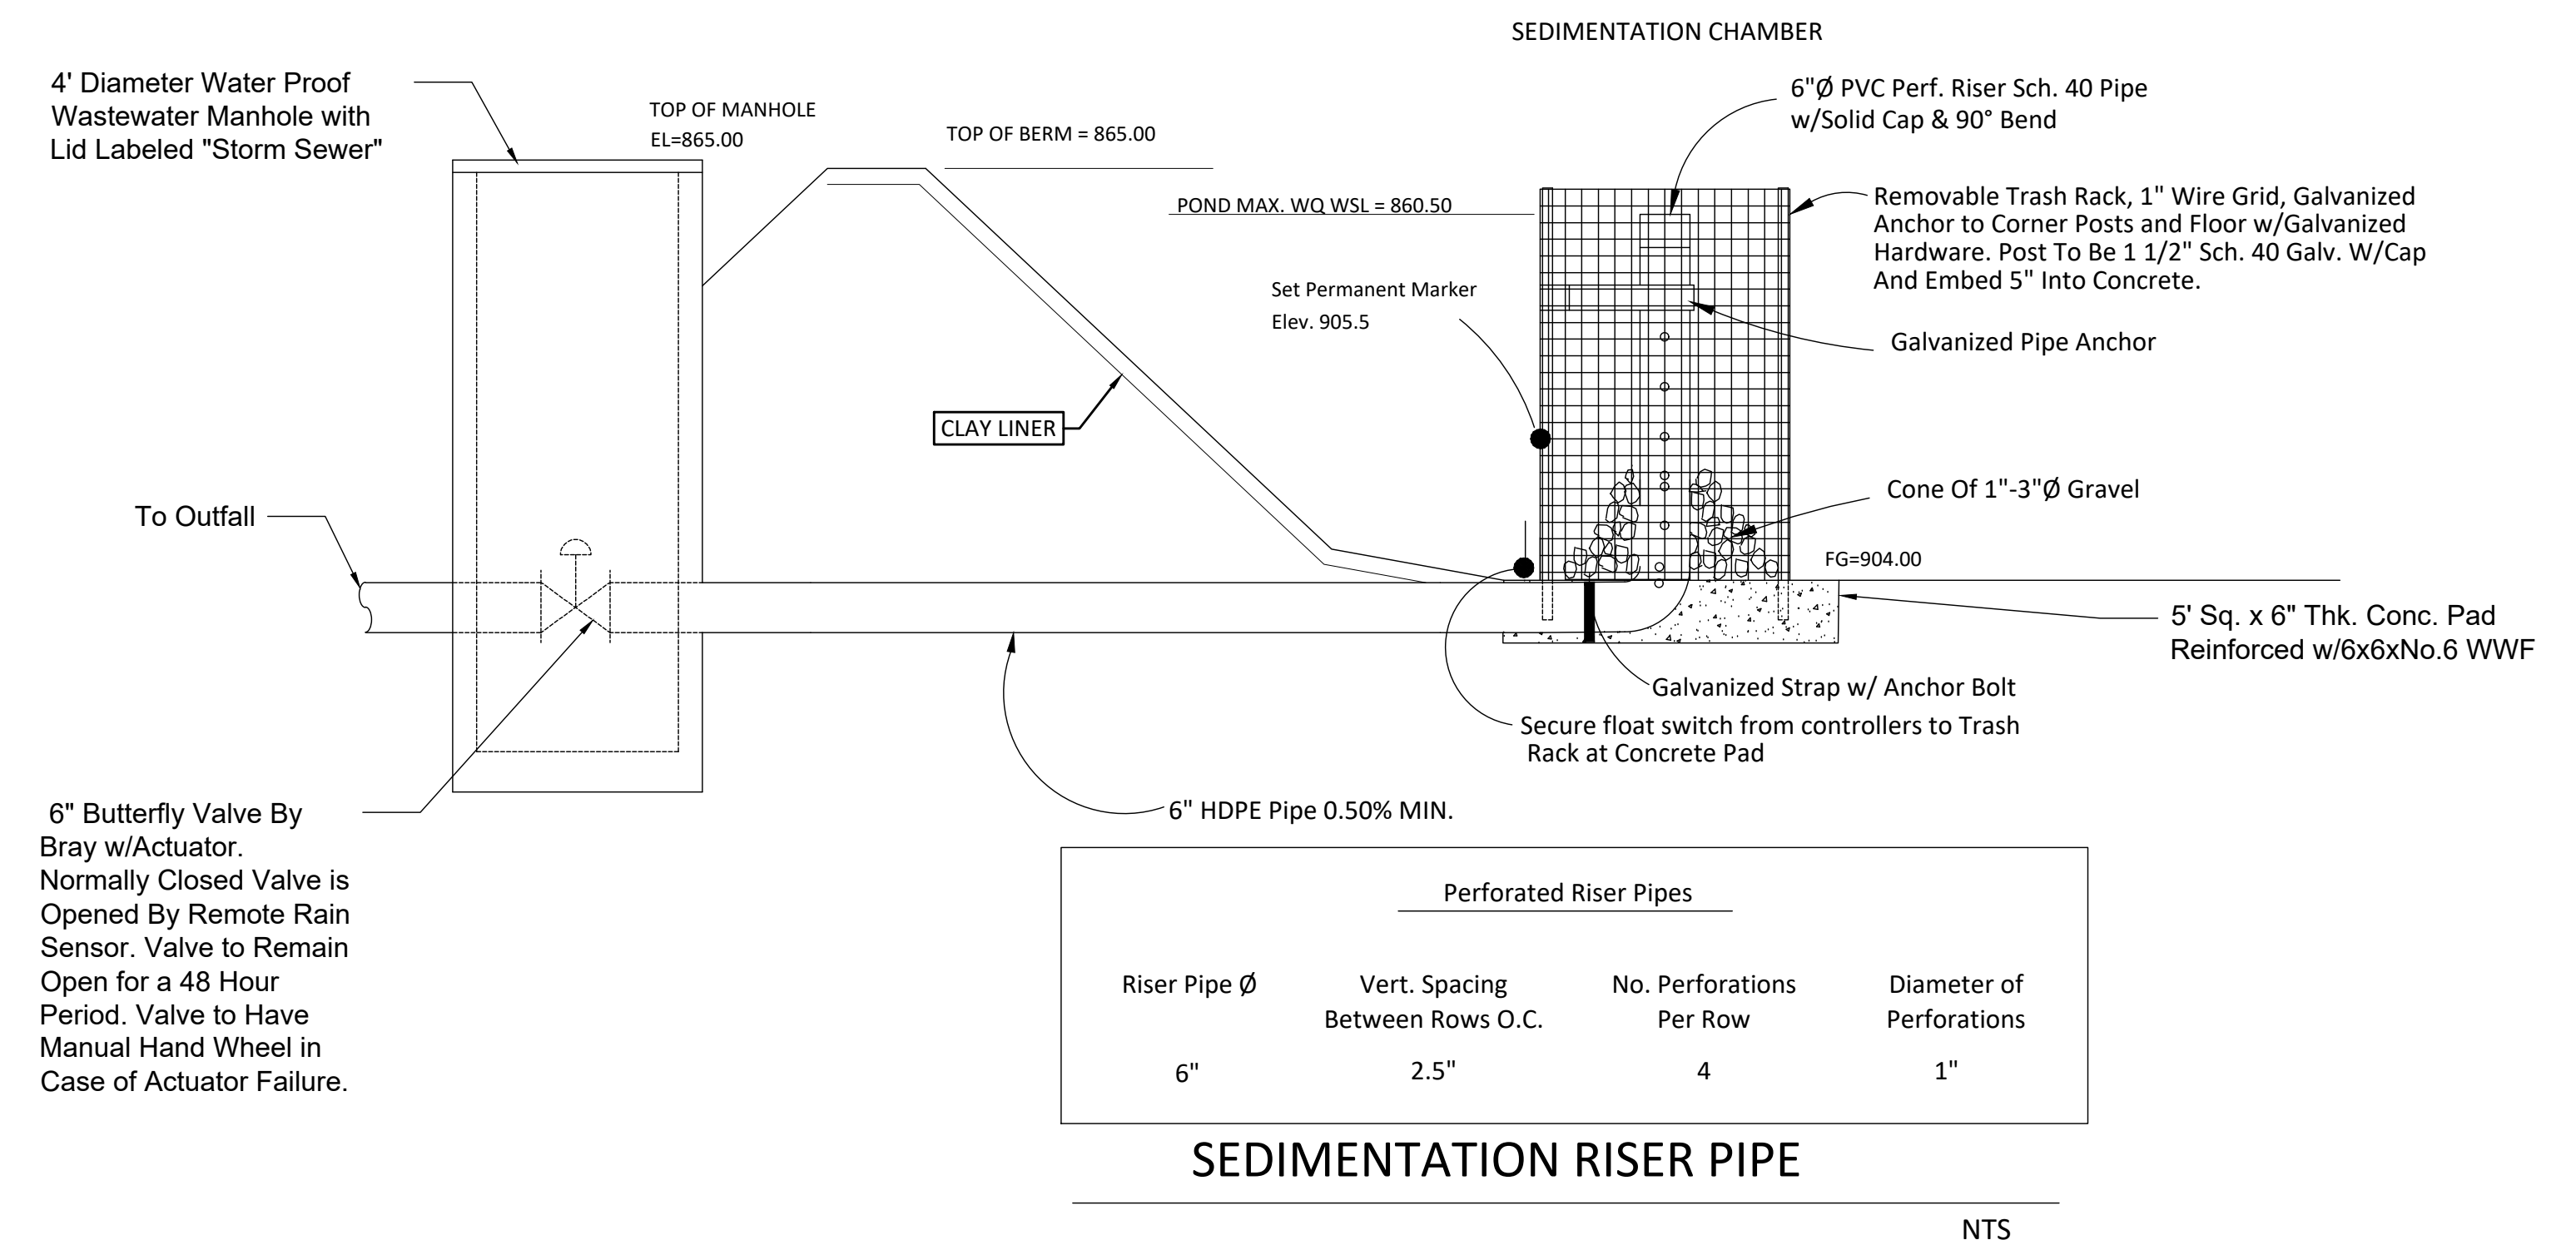 SEDIMENTATION CHAMBER
4' Diameter Water Proof
Wastewater Manhole with
Lid Labeled "Storm Sewer"
TOP OF MANHOLE
EL=865.00
TOP OF BERM = 865.00
6"Ø PVC Perf. Riser Sch. 40 Pipe
w/Solid Cap & 90° Bend
POND MAX. WQ WSL = 860.50
Removable Trash Rack, 1" Wire Grid, Galvanized
Anchor to Corner Posts and Floor w/Galvanized
Hardware. Post To Be 1 1/2" Sch. 40 Galv. W/Cap
And Embed 5" Into Concrete.
Set Permanent Marker
Elev. 905.5
Galvanized Pipe Anchor
CLAY LINER
Cone Of 1"-3"Ø Gravel
To Outfall
FG=904.00
5' Sq. x 6" Thk. Conc. Pad
Reinforced w/6x6xNo.6 WWF
Galvanized Strap w/ Anchor Bolt
Secure float switch from controllers to Trash
Rack at Concrete Pad
6" HDPE Pipe 0.50% MIN.
6" Butterfly Valve By
Bray w/Actuator.
Normally Closed Valve is
Opened By Remote Rain
Sensor. Valve to Remain
Open for a 48 Hour
Period. Valve to Have
Manual Hand Wheel in
Case of Actuator Failure.
Perforated Riser Pipes
Riser Pipe Ø
Vert. Spacing
Between Rows O.C.
No. Perforations
Per Row
Diameter of
Perforations
6"
2.5"
4
1"
SEDIMENTATION RISER PIPE
NTS